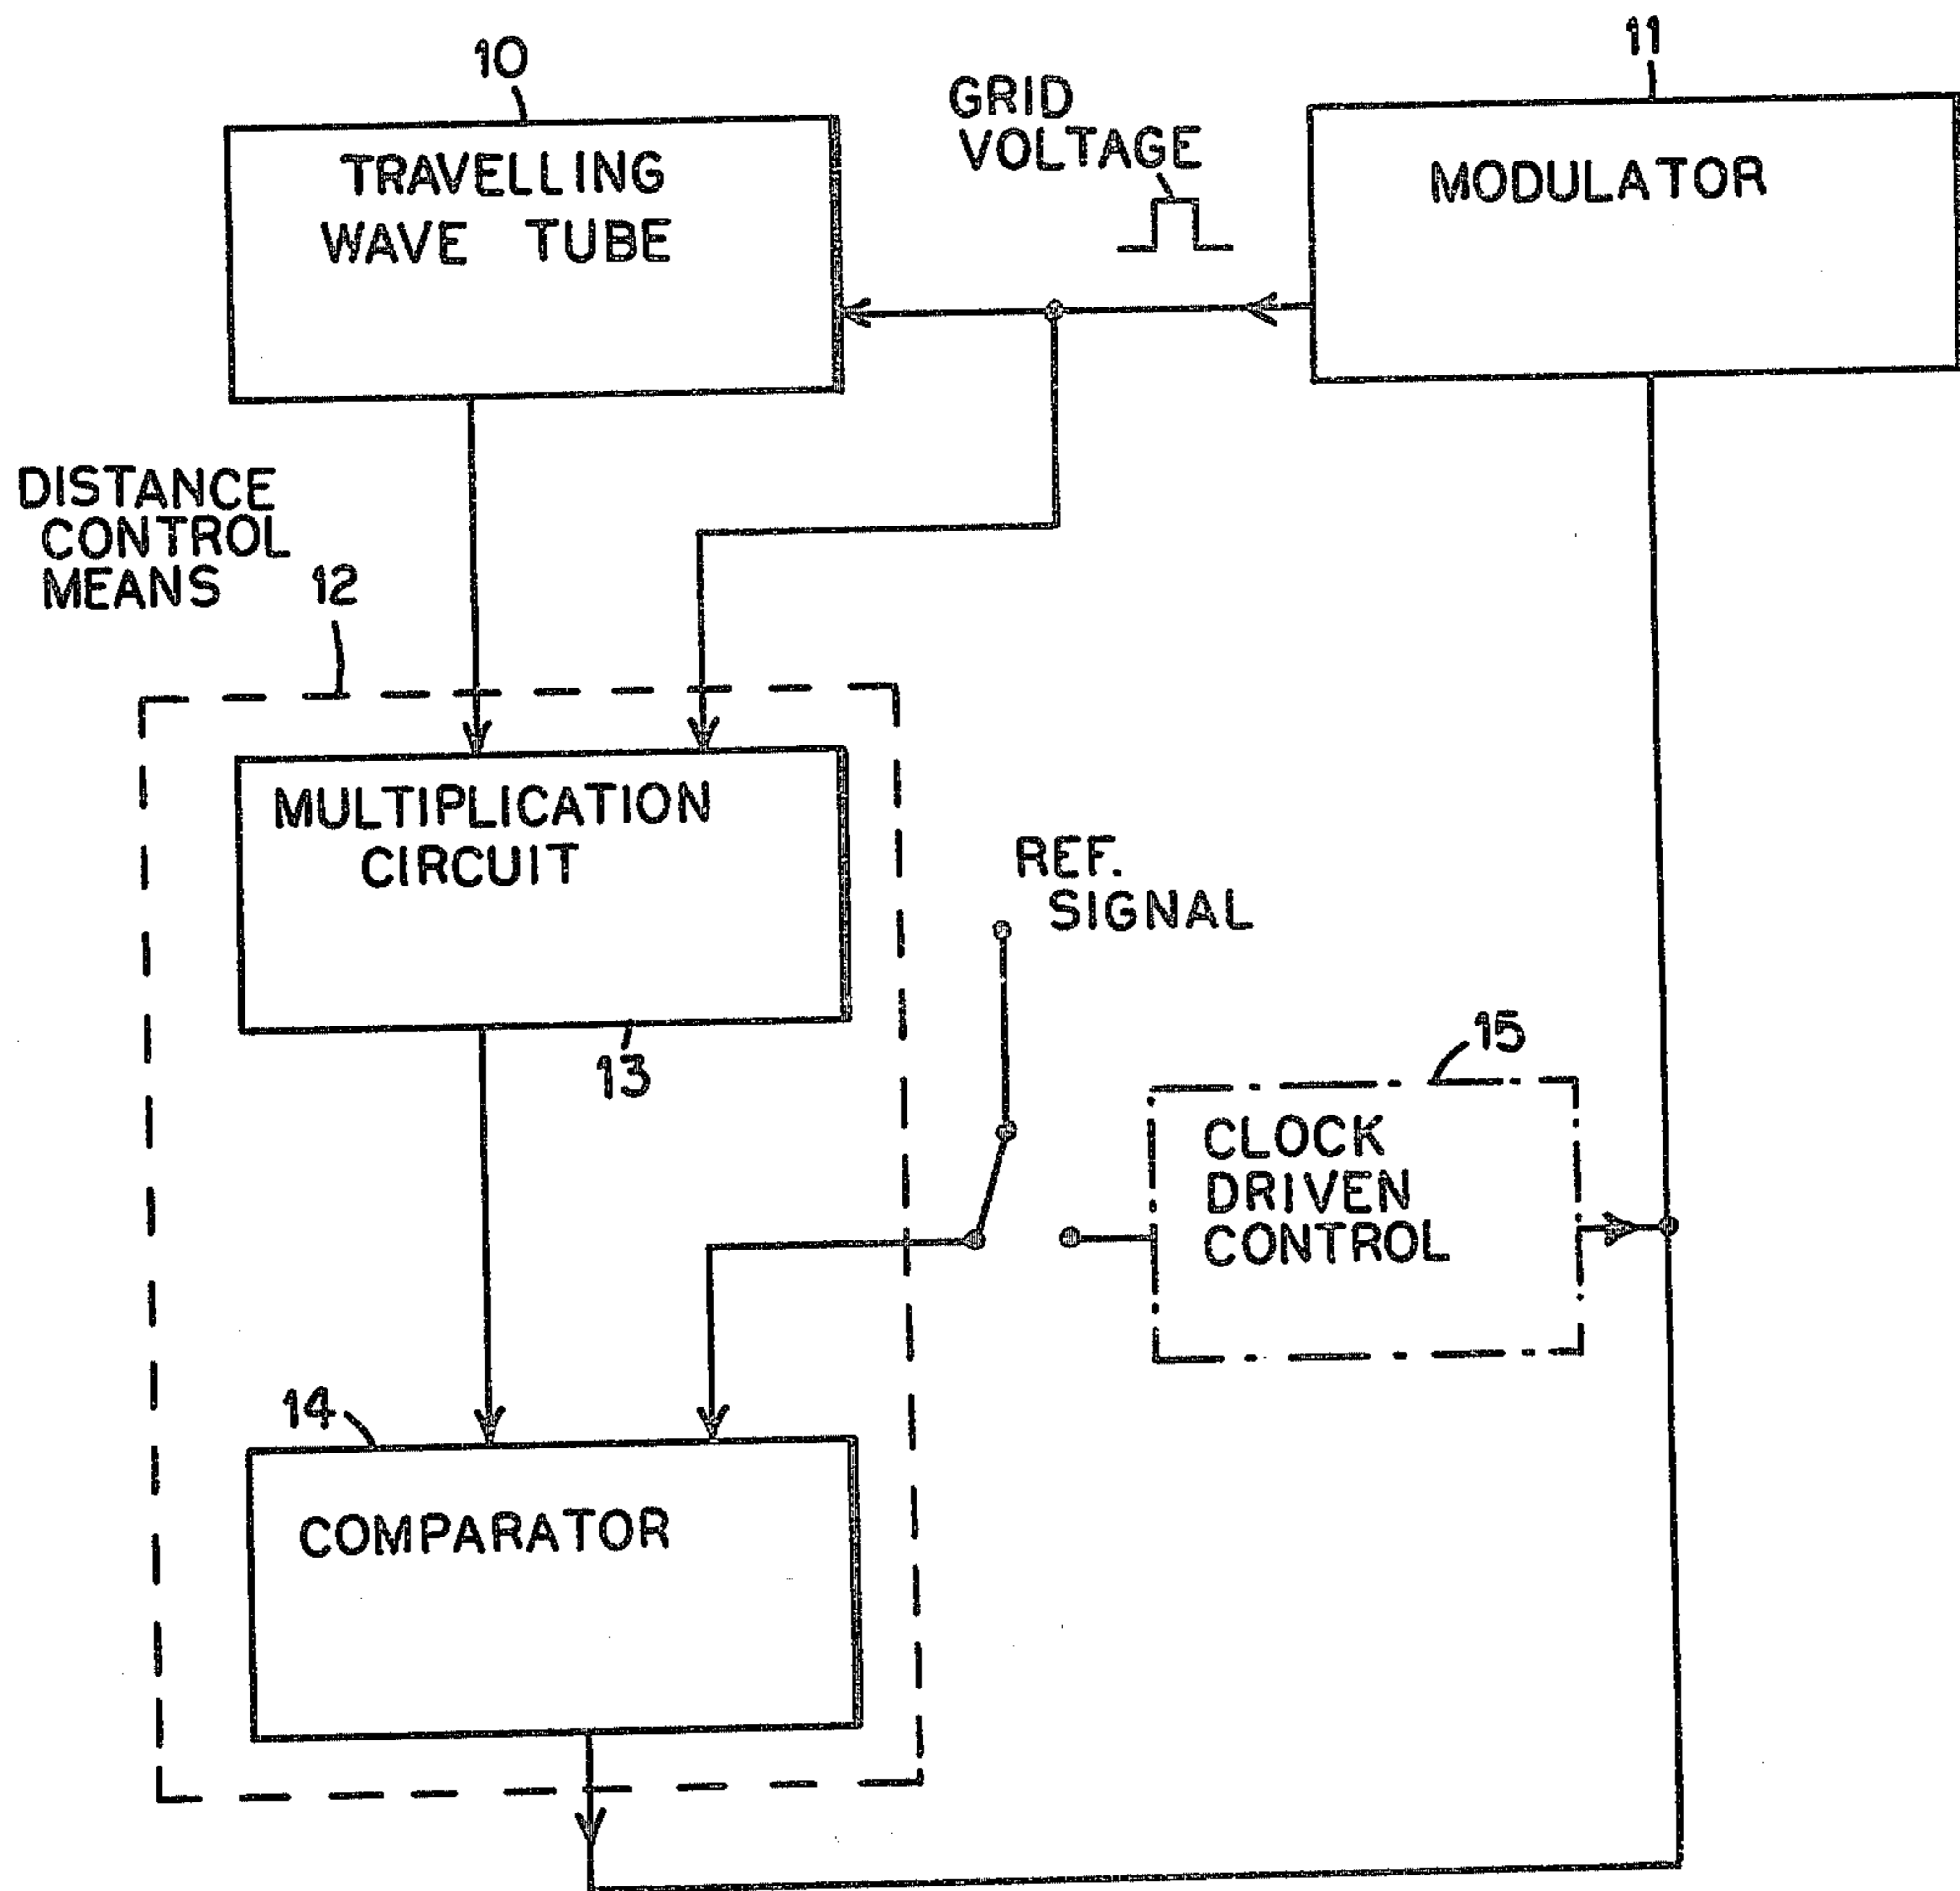 10
11
GRID
VOLTAGE
TRAVELLING
WAVE TUBE
MODULATOR
DISTANCE
CONTROL
MEANS
12
MULTIPLICATION
CIRCUIT
13
REF.
SIGNAL
15
CLOCK
DRIVEN
CONTROL
14
COMPARATOR